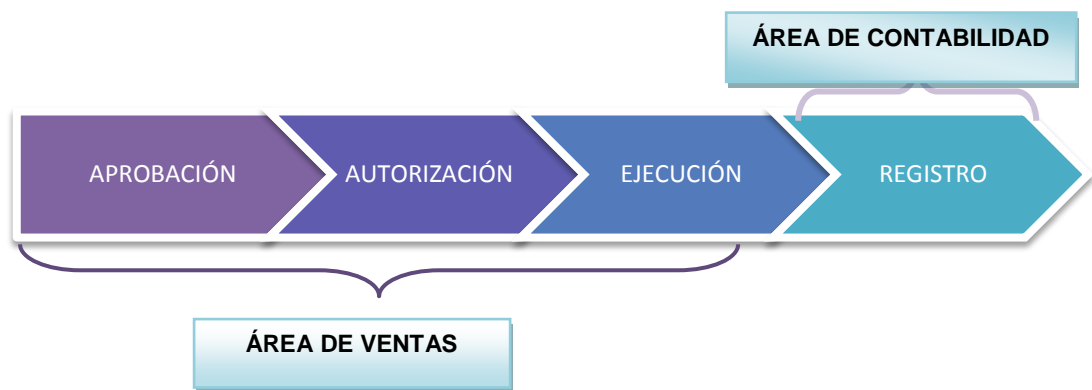 ÁREA DE CONTABILIDAD
APROBACIÓN
AUTORIZACIÓN
EJECUCIÓN
REGISTRO
ÁREA DE VENTAS